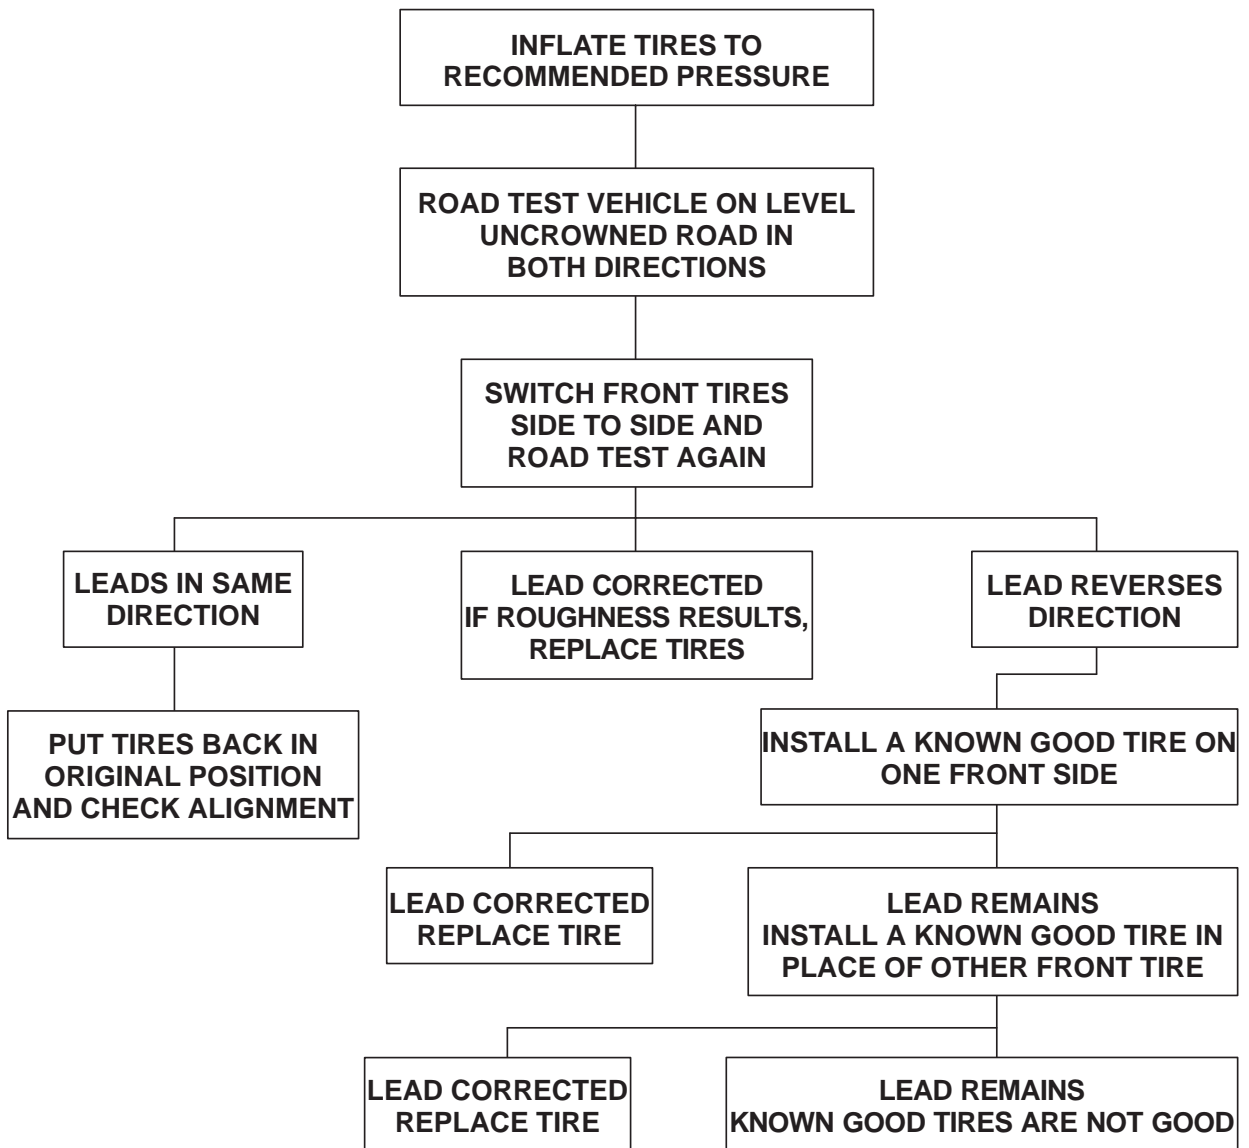 INFLATE TIRES TO
RECOMMENDED PRESSURE
ROAD TEST VEHICLE ON LEVEL
UNCROWNED ROAD IN
BOTH DIRECTIONS
SWITCH FRONT TIRES
SIDE TO SIDE AND
ROAD TEST AGAIN
LEADS IN SAME
DIRECTION
LEAD CORRECTED
IF ROUGHNESS RESULTS,
REPLACE TIRES
LEAD REVERSES
DIRECTION
PUT TIRES BACK IN
ORIGINAL POSITION
AND CHECK ALIGNMENT
INSTALL A KNOWN GOOD TIRE ON
ONE FRONT SIDE
LEAD CORRECTED
REPLACE TIRE
LEAD REMAINS
INSTALL A KNOWN GOOD TIRE IN
PLACE OF OTHER FRONT TIRE
LEAD CORRECTED
REPLACE TIRE
LEAD REMAINS
KNOWN GOOD TIRES ARE NOT GOOD